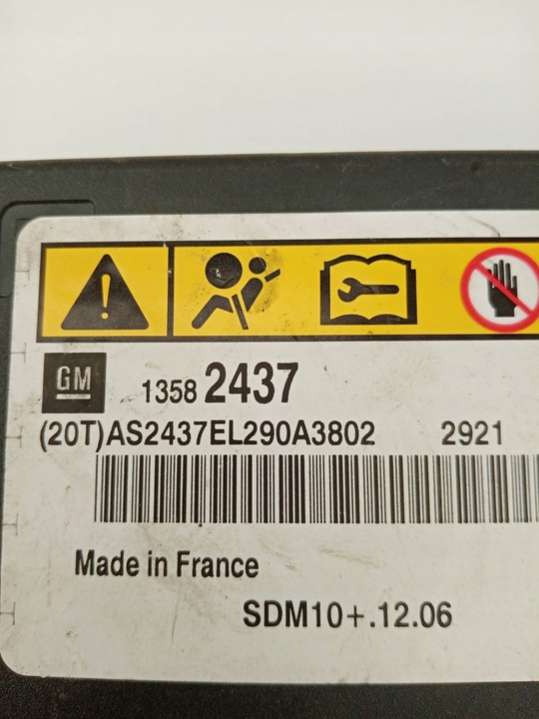 GM
1358 2437
(20T)AS2437EL290A3802 2921
Made in France
SDM10+.12.06